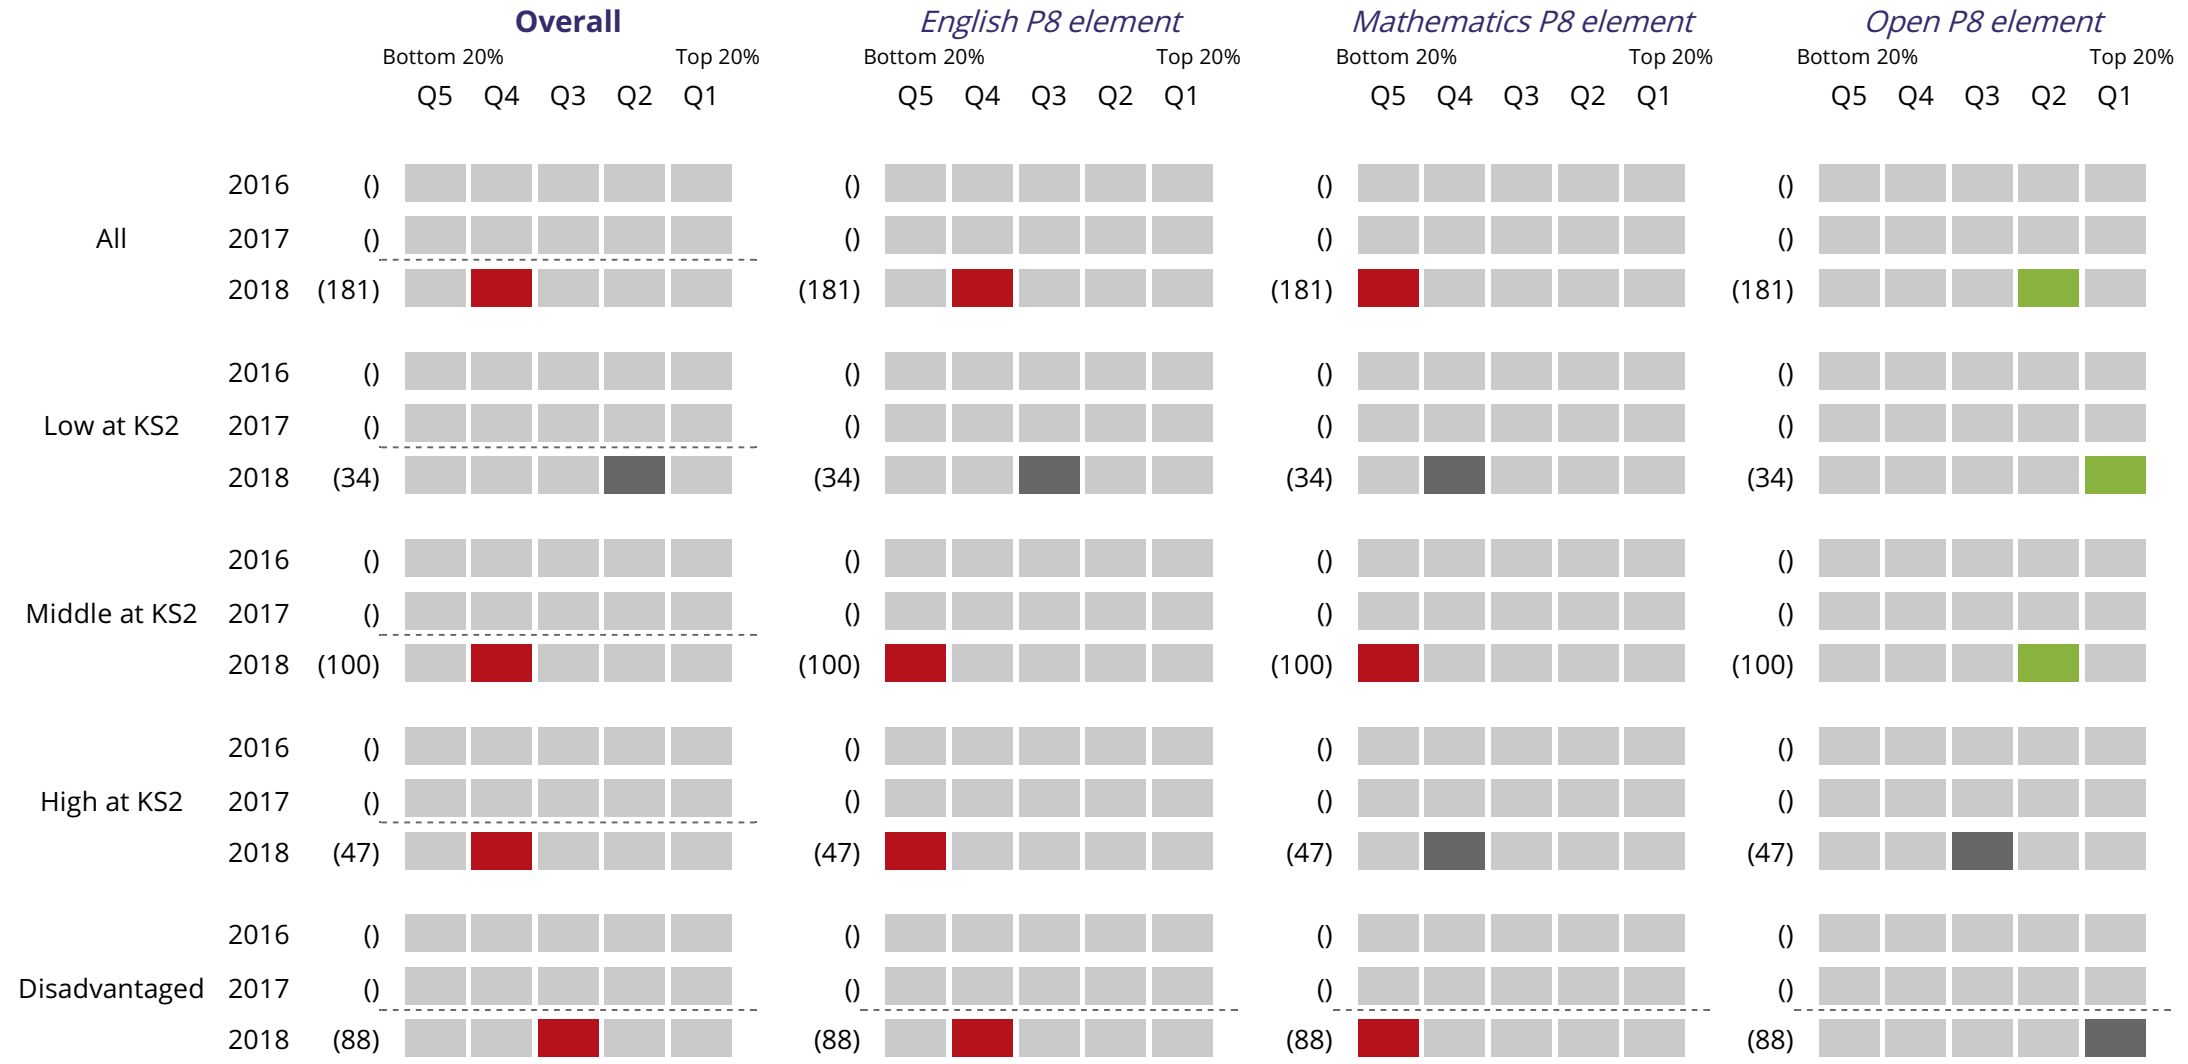 Overall English P8 element Mathematics P8 element Open P8 element
Bottom 20% Top 20% Bottom 20% Top 20% Bottom 20% Top 20% Bottom 20% Top 20%
Q5 Q4 Q3 Q2 Q1 Q5 Q4 Q3 Q2 Q1 Q5 Q4 Q3 Q2 Q1 Q5 Q4 Q3 Q2 Q1
2016 () () () ()
All 2017 () () () ()
2018 (181) (181) (181) (181)
2016 () () () ()
Low at KS2 2017 () () () ()
2018 (34) (34) (34) (34)
2016 () () () ()
Middle at KS2 2017 () () () ()
2018 (100) (100) (100) (100)
2016 () () () ()
High at KS2 2017 () () () ()
2018 (47) (47) (47) (47)
2016 () () () ()
Disadvantaged 2017 () () () ()
2018 (88) (88) (88) (88)